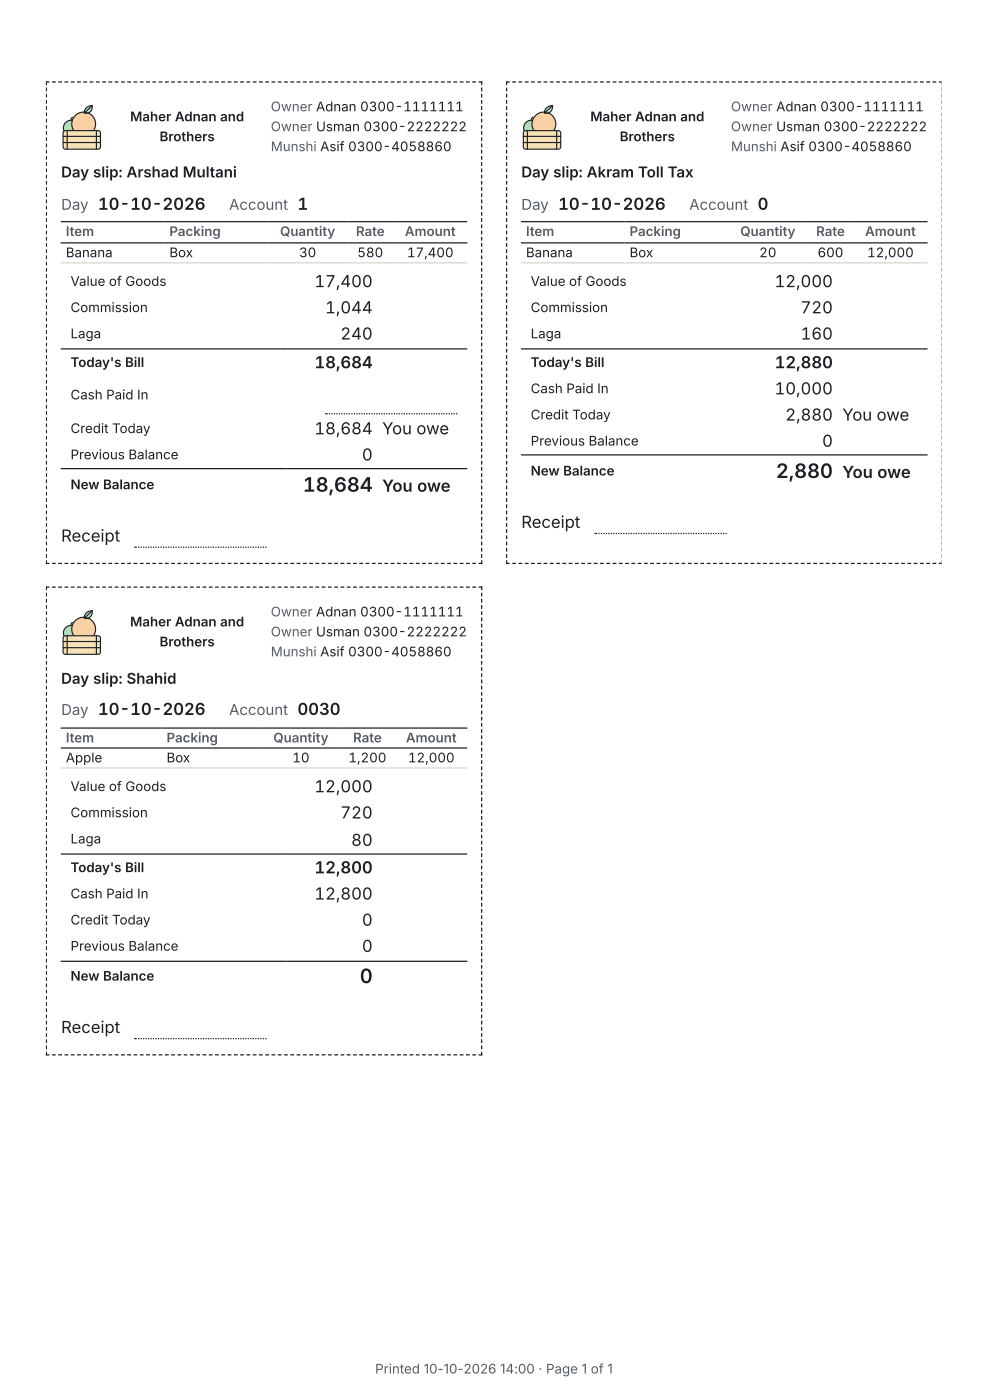 Maher Adnan and
Brothers
Owner Adnan 0300-1111111
Owner Usman 0300-2222222
Munshi Asif 0300-4058860
Day slip: Arshad Multani
Day 10-10-2026 Account 1
Item Packing Quantity Rate Amount
Banana Box 30 580 17,400
Value of Goods 17,400
Commission 1,044
Laga 240
Today's Bill 18,684
Cash Paid In
Credit Today 18,684 You owe
Previous Balance 0
New Balance 18,684 You owe
Receipt
Maher Adnan and
Brothers
Owner Adnan 0300-1111111
Owner Usman 0300-2222222
Munshi Asif 0300-4058860
Day slip: Akram Toll Tax
Day 10-10-2026 Account 0
Item Packing Quantity Rate Amount
Banana Box 20 600 12,000
Value of Goods 12,000
Commission 720
Laga 160
Today's Bill 12,880
Cash Paid In 10,000
Credit Today 2,880 You owe
Previous Balance 0
New Balance 2,880 You owe
Receipt
Maher Adnan and
Brothers
Owner Adnan 0300-1111111
Owner Usman 0300-2222222
Munshi Asif 0300-4058860
Day slip: Shahid
Day 10-10-2026 Account 0030
Item Packing Quantity Rate Amount
Apple Box 10 1,200 12,000
Value of Goods 12,000
Commission 720
Laga 80
Today's Bill 12,800
Cash Paid In 12,800
Credit Today 0
Previous Balance 0
New Balance 0
Receipt
Printed 10-10-2026 14:00 · Page 1 of 1